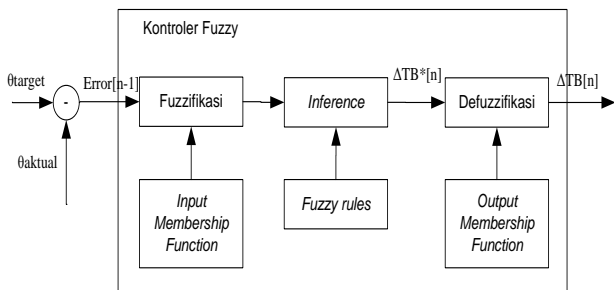 Kontroler Fuzzy
θtarget
Error[n-1]
ΔTB*[n]
ΔTB[n]
-
Fuzzifikasi
Inference
Defuzzifikasi
θaktual
Input
Membership
Function
Fuzzy rules
Output
Membership
Function